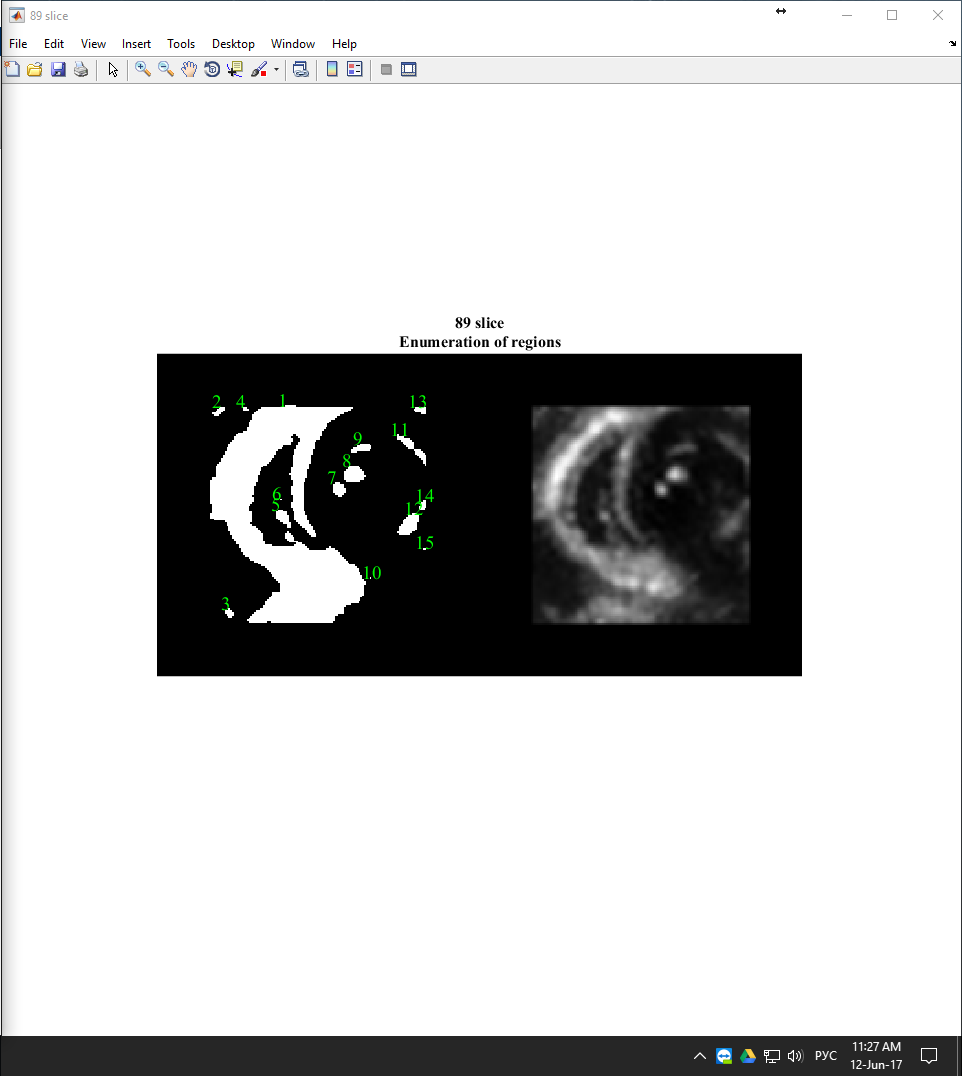 89 slice
File Edit View Insert Tools Desktop Window Help
89 slice
Enumeration of regions
2 4 1 13
11
9
8
7
6 14
5 12
15
10
3
РУС 11:27 AM
12-Jun-17